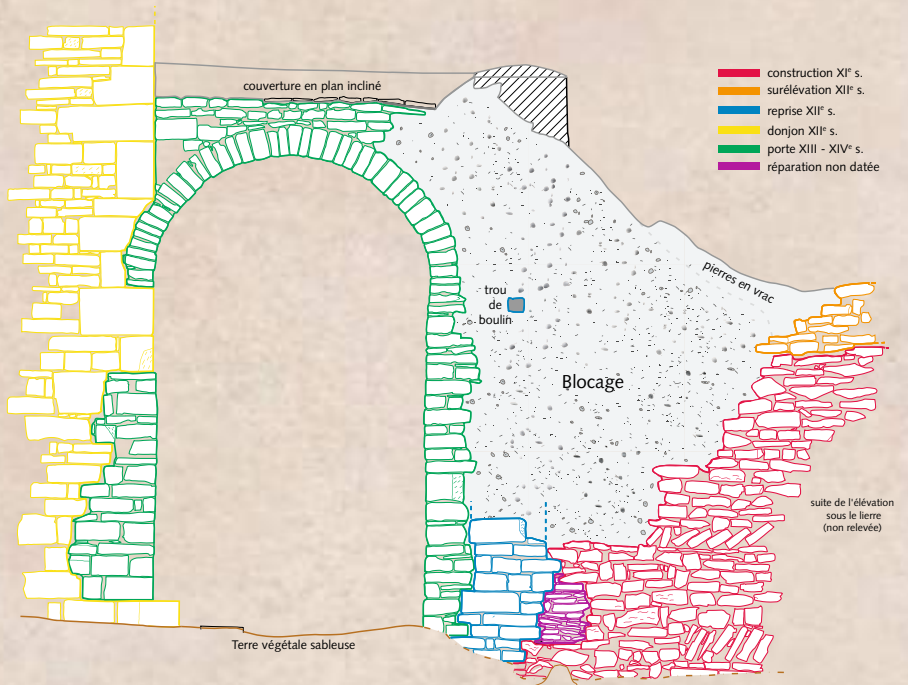 couverture en plan incliné
construction XIᵉ s.
surélévation XIIᵉ s.
reprise XIIᵉ s.
donjon XIIᵉ s.
porte XIII - XIVᵉ s.
réparation non datée
pierres en vrac
trou
de
boulin
Blocage
suite de l'élévation
sous le lierre
(non relevée)
Terre végétale sableuse